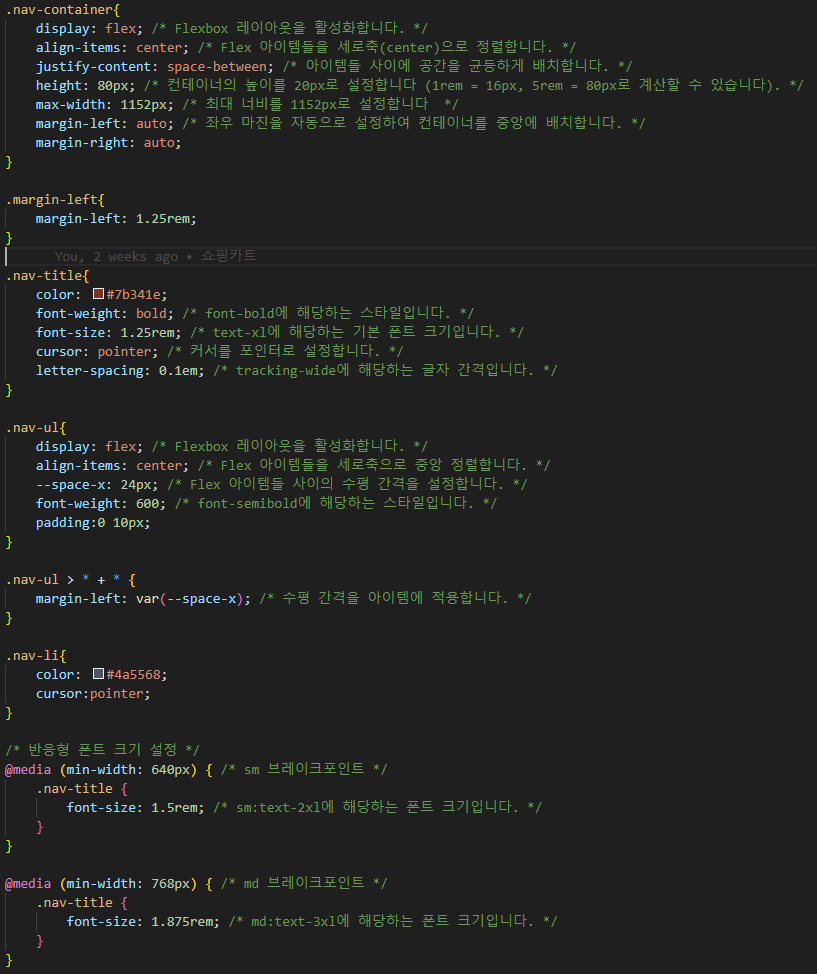 .nav-container{
    display: flex; /* Flexbox 레이아웃을 활성화합니다. */
    align-items: center; /* Flex 아이템들을 세로축(center)으로 정렬합니다. */
    justify-content: space-between; /* 아이템들 사이에 공간을 균등하게 배치합니다. */
    height: 80px; /* 컨테이너의 높이를 20px로 설정합니다 (1rem = 16px, 5rem = 80px로 계산할 수 있습니다). */
    max-width: 1152px; /* 최대 너비를 1152px로 설정합니다  */
    margin-left: auto; /* 좌우 마진을 자동으로 설정하여 컨테이너를 중앙에 배치합니다. */
    margin-right: auto;
}

.margin-left{
    margin-left: 1.25rem;
}
You, 2 weeks ago • 쇼핑카트
.nav-title{
    color: #7b341e;
    font-weight: bold; /* font-bold에 해당하는 스타일입니다. */
    font-size: 1.25rem; /* text-xl에 해당하는 기본 폰트 크기입니다. */
    cursor: pointer; /* 커서를 포인터로 설정합니다. */
    letter-spacing: 0.1em; /* tracking-wide에 해당하는 글자 간격입니다. */
}

.nav-ul{
    display: flex; /* Flexbox 레이아웃을 활성화합니다. */
    align-items: center; /* Flex 아이템들을 세로축으로 중앙 정렬합니다. */
    --space-x: 24px; /* Flex 아이템들 사이의 수평 간격을 설정합니다. */
    font-weight: 600; /* font-semibold에 해당하는 스타일입니다. */
    padding:0 10px;
}

.nav-ul > * + * {
    margin-left: var(--space-x); /* 수평 간격을 아이템에 적용합니다. */
}

.nav-li{
    color: #4a5568;
    cursor:pointer;
}

/* 반응형 폰트 크기 설정 */
@media (min-width: 640px) { /* sm 브레이크포인트 */
    .nav-title {
        font-size: 1.5rem; /* sm:text-2xl에 해당하는 폰트 크기입니다. */
    }
}

@media (min-width: 768px) { /* md 브레이크포인트 */
    .nav-title {
        font-size: 1.875rem; /* md:text-3xl에 해당하는 폰트 크기입니다. */
    }
}